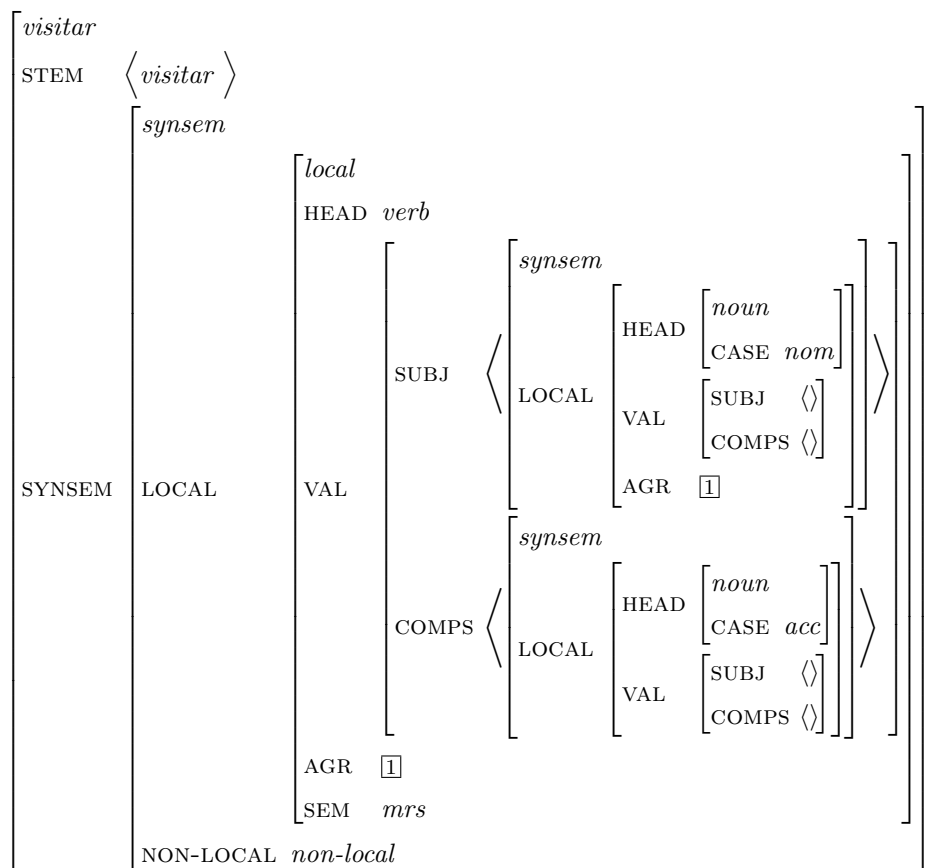 visitar
STEM ⟨ visitar ⟩
synsem
local
HEAD verb
synsem
noun
HEAD
CASE nom
SUBJ
LOCAL
SUBJ ⟨⟩
VAL
COMPS ⟨⟩
AGR 1
SYNSEM LOCAL VAL
synsem
noun
HEAD
CASE acc
COMPS
LOCAL
SUBJ ⟨⟩
VAL
COMPS ⟨⟩
AGR 1
SEM mrs
NON-LOCAL non-local